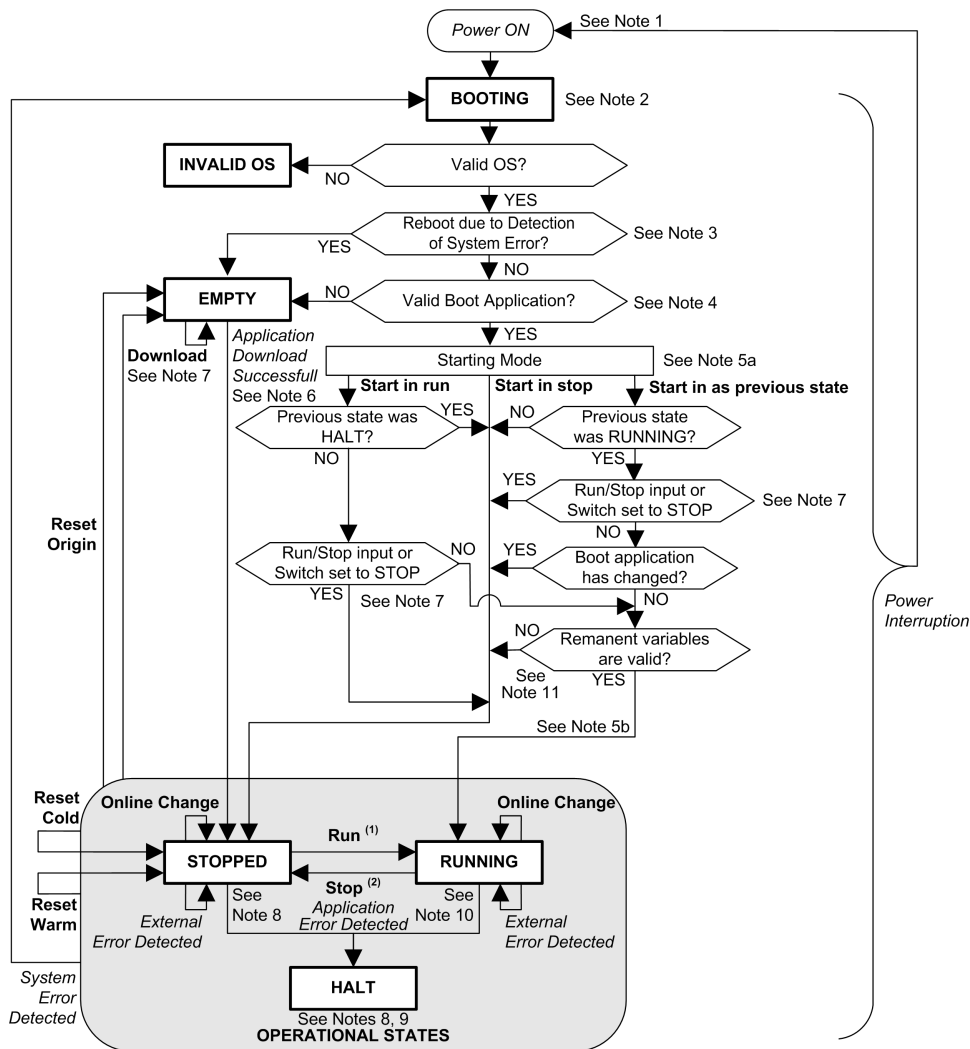 Power ON
See Note 1
BOOTING
See Note 2
INVALID OS
NO
Valid OS?
YES
Reboot due to Detection
of System Error?
See Note 3
YES
NO
EMPTY
NO
Valid Boot Application?
See Note 4
YES
Download
See Note 7
Application
Download
Successfull
See Note 6
Starting Mode
See Note 5a
Start in run
Start in stop
Start in as previous state
Previous state was
HALT?
YES
NO
NO
Previous state
was RUNNING?
YES
YES
Run/Stop input or
Switch set to STOP
See Note 7
NO
Reset
Origin
Run/Stop input or
Switch set to STOP
NO
YES
See Note 7
YES
Boot application
has changed?
NO
Power
Interruption
NO
Remanent variables
are valid?
See
Note 11
YES
See Note 5b
Reset
Cold
Online Change
Online Change
Run (1)
STOPPED
RUNNING
Stop (2)
Reset
Warm
See
Note 8
Application
Error Detected
See
Note 10
External
Error Detected
External
Error Detected
System
Error
Detected
HALT
See Notes 8, 9
OPERATIONAL STATES